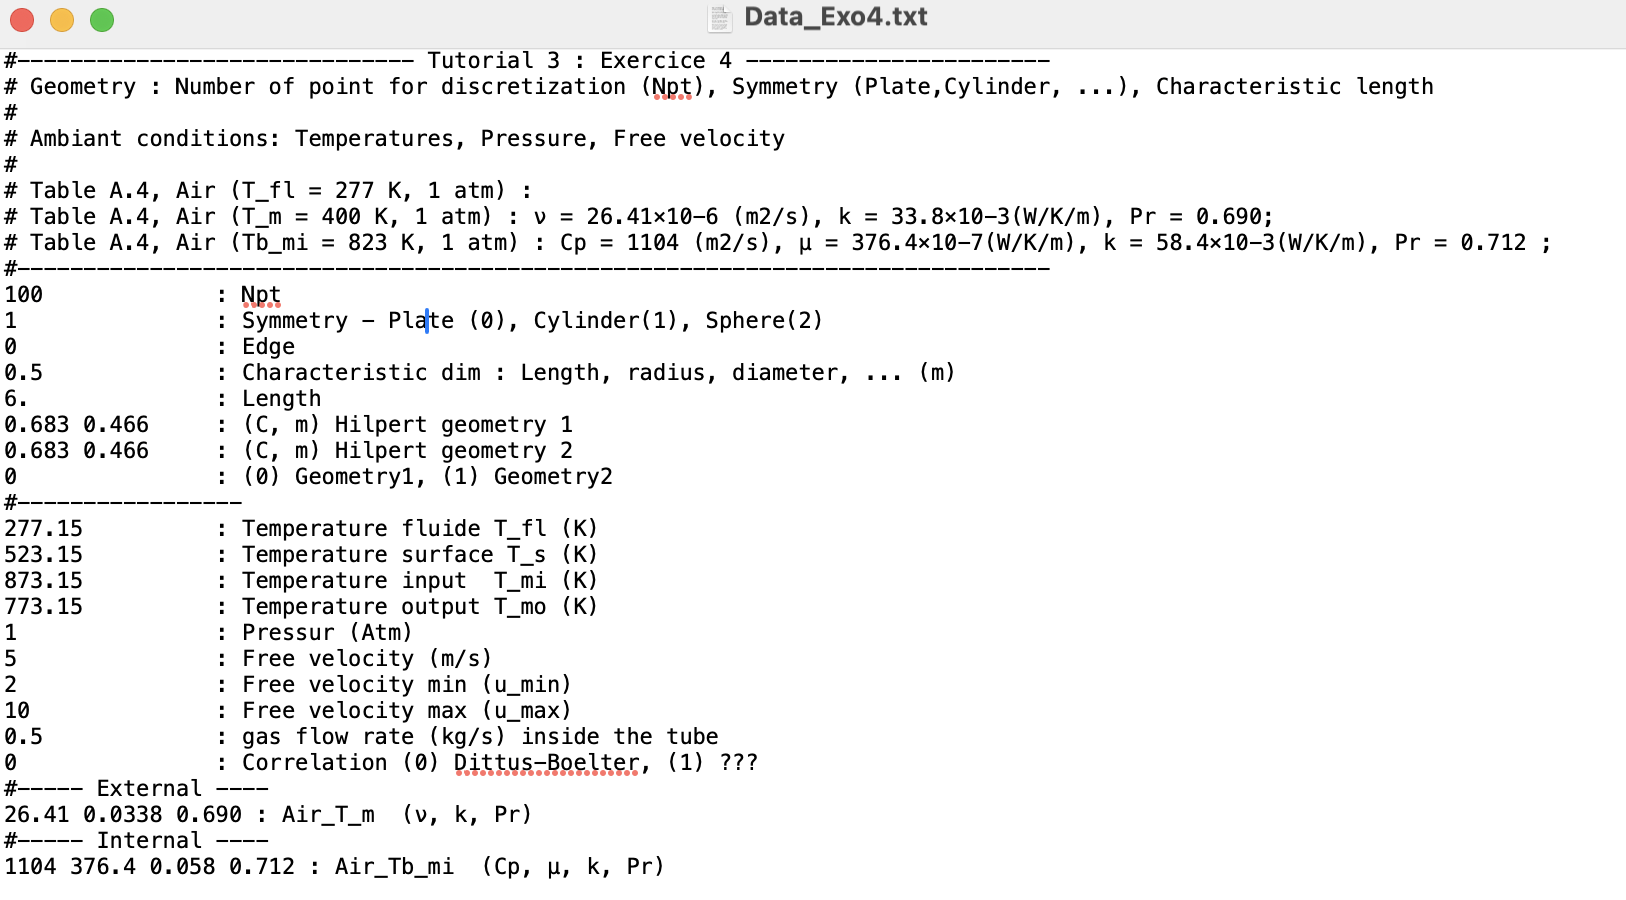 Data_Exo4.txt
#------------------------------ Tutorial 3 : Exercice 4 -----------------------
# Geometry : Number of point for discretization (Npt), Symmetry (Plate,Cylinder, ...), Characteristic length
#
# Ambiant conditions: Temperatures, Pressure, Free velocity
#
# Table A.4, Air (T_fl = 277 K, 1 atm) :
# Table A.4, Air (T_m = 400 K, 1 atm) : ν = 26.41×10-6 (m2/s), k = 33.8×10-3(W/K/m), Pr = 0.690;
# Table A.4, Air (Tb_mi = 823 K, 1 atm) : Cp = 1104 (m2/s), μ = 376.4×10-7(W/K/m), k = 58.4×10-3(W/K/m), Pr = 0.712 ;
#------------------------------------------------------------------------------
100             : Npt
1               : Symmetry - Plate (0), Cylinder(1), Sphere(2)
0               : Edge
0.5             : Characteristic dim : Length, radius, diameter, ... (m)
6.              : Length
0.683 0.466     : (C, m) Hilpert geometry 1
0.683 0.466     : (C, m) Hilpert geometry 2
0               : (0) Geometry1, (1) Geometry2
#-----------------
277.15          : Temperature fluide T_fl (K)
523.15          : Temperature surface T_s (K)
873.15          : Temperature input  T_mi (K)
773.15          : Temperature output T_mo (K)
1               : Pressur (Atm)
5               : Free velocity (m/s)
2               : Free velocity min (u_min)
10              : Free velocity max (u_max)
0.5             : gas flow rate (kg/s) inside the tube
0               : Correlation (0) Dittus-Boelter, (1) ???
#----- External ----
26.41 0.0338 0.690 : Air_T_m  (ν, k, Pr)
#----- Internal ----
1104 376.4 0.058 0.712 : Air_Tb_mi  (Cp, μ, k, Pr)